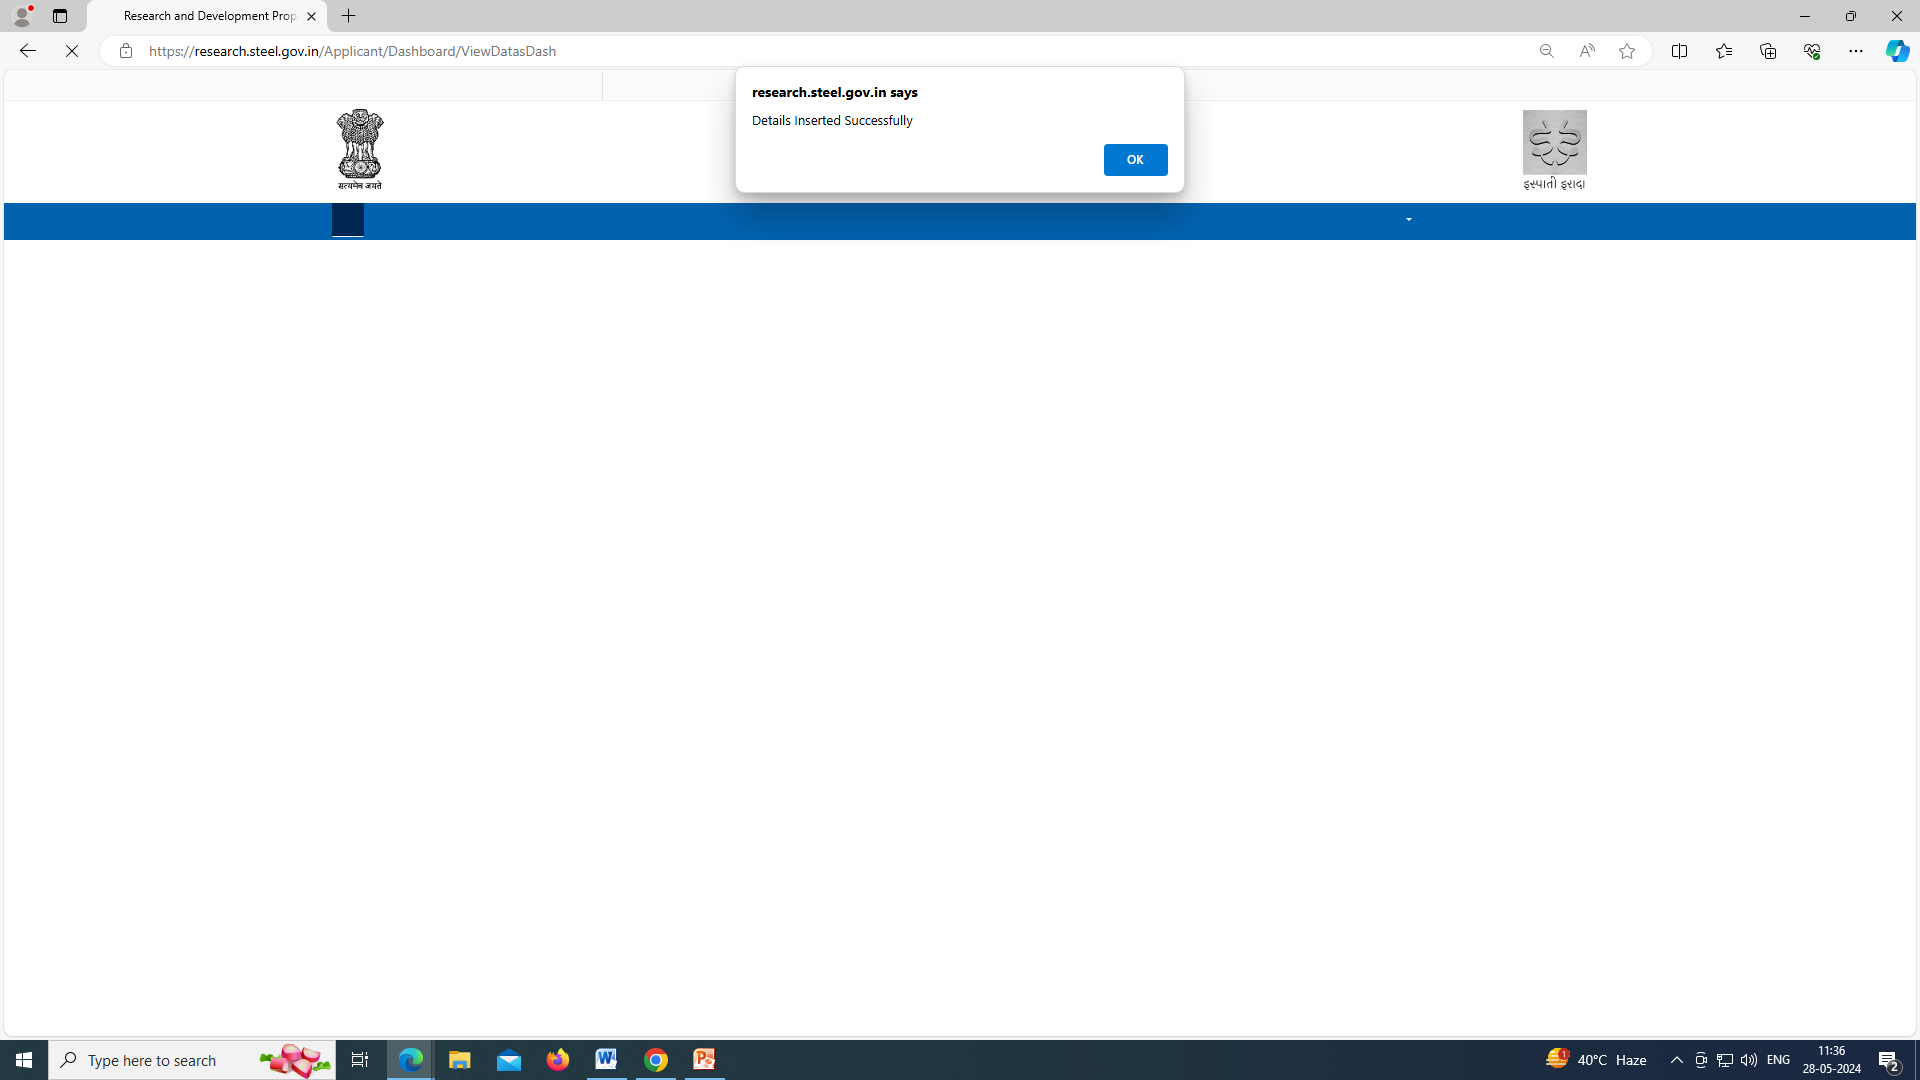 Research and Development Prop
https://research.steel.gov.in/Applicant/Dashboard/ViewDatasDash
research.steel.gov.in says
Details Inserted Successfully
OK
सत्यमेव जयते
इस्पाती इरादा
Type here to search
1
40°C Haze
ENG
11:36
28-05-2024
2